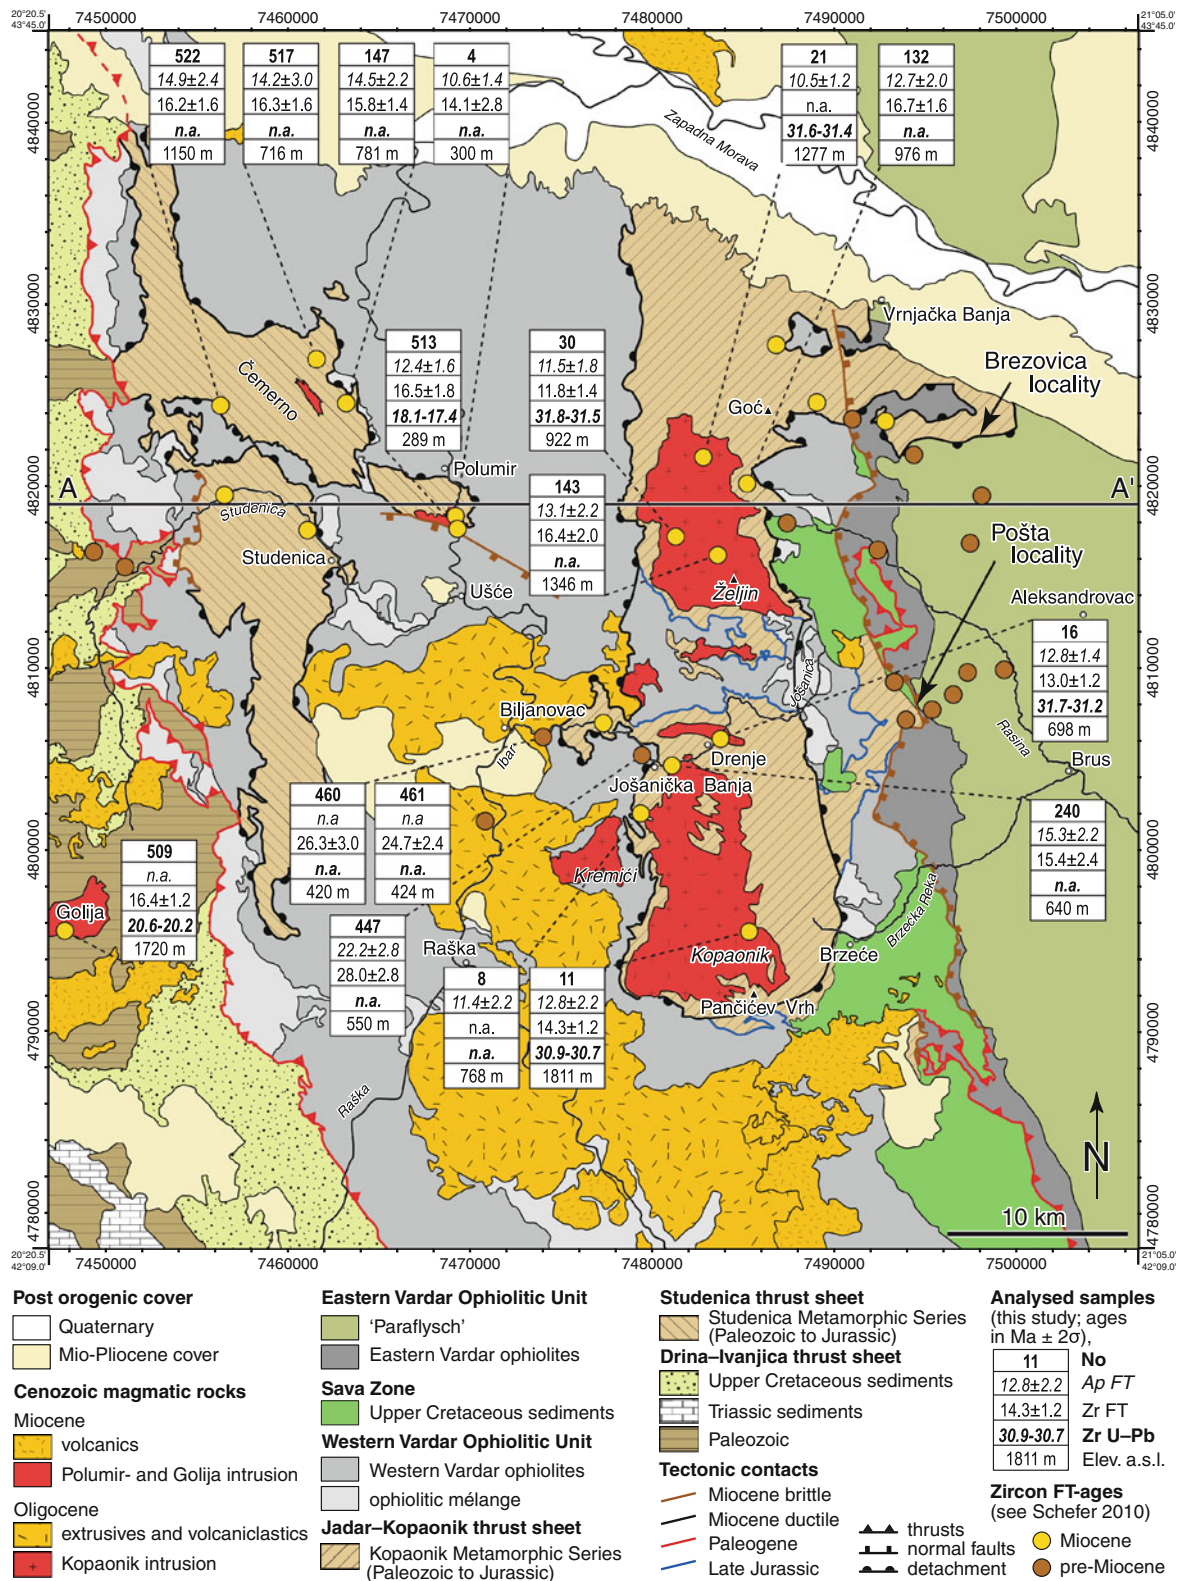 20°20.5'
43°45.0'
7450000
7460000
7470000
7480000
7490000
7500000
21°05.0'
43°45.0'
522
14.9±2.4
16.2±1.6
n.a.
1150 m
517
14.2±3.0
16.3±1.6
n.a.
716 m
147
14.5±2.2
15.8±1.4
n.a.
781 m
4
10.6±1.4
14.1±2.8
n.a.
300 m
21
10.5±1.2
n.a.
31.6-31.4
1277 m
132
12.7±2.0
16.7±1.6
n.a.
976 m
4840000
4840000
Zapadna Morava
4830000
4830000
Vrnjačka Banja
Brezovica
locality
513
12.4±1.6
16.5±1.8
18.1-17.4
289 m
30
11.5±1.8
11.8±1.4
31.8-31.5
922 m
Čemerno
Goć
Polumir
4820000
4820000
A
A'
143
13.1±2.2
16.4±2.0
n.a.
1346 m
Studenica
Studenica
Pošta
locality
Ušće
Željin
Aleksandrovac
16
12.8±1.4
13.0±1.2
31.7-31.2
698 m
4810000
4810000
Jošanica
Biljanovac
Ibar
Rasina
Drenje
Brus
Jošanička Banja
460
n.a
26.3±3.0
n.a.
420 m
461
n.a
24.7±2.4
n.a.
424 m
240
15.3±2.2
15.4±2.4
n.a.
640 m
4800000
4800000
509
n.a.
16.4±1.2
20.6-20.2
1720 m
Kremići
Golija
Brzećka Reka
447
22.2±2.8
28.0±2.8
n.a.
550 m
Raška
Kopaonik
Brzeće
8
11.4±2.2
n.a.
n.a.
768 m
11
12.8±2.2
14.3±1.2
30.9-30.7
1811 m
Pančićev Vrh
4790000
4790000
Raška
N
4780000
4780000
10 km
20°20.5'
42°09.0'
7450000
7460000
7470000
7480000
7490000
7500000
21°05.0'
42°09.0'
Post orogenic cover
Quaternary
Mio-Pliocene cover
Cenozoic magmatic rocks
Miocene
volcanics
Polumir- and Golija intrusion
Oligocene
extrusives and volcaniclastics
Kopaonik intrusion
Eastern Vardar Ophiolitic Unit
'Paraflysch'
Eastern Vardar ophiolites
Sava Zone
Upper Cretaceous sediments
Western Vardar Ophiolitic Unit
Western Vardar ophiolites
ophiolitic mélange
Jadar–Kopaonik thrust sheet
Kopaonik Metamorphic Series
(Paleozoic to Jurassic)
Studenica thrust sheet
Studenica Metamorphic Series
(Paleozoic to Jurassic)
Drina–Ivanjica thrust sheet
Upper Cretaceous sediments
Triassic sediments
Paleozoic
Tectonic contacts
Miocene brittle
Miocene ductile
Paleogene
Late Jurassic
thrusts
normal faults
detachment
Analysed samples
(this study; ages
in Ma ± 2σ),
11 No
12.8±2.2 Ap FT
14.3±1.2 Zr FT
30.9-30.7 Zr U–Pb
1811 m Elev. a.s.l.
Zircon FT-ages
(see Schefer 2010)
Miocene
pre-Miocene